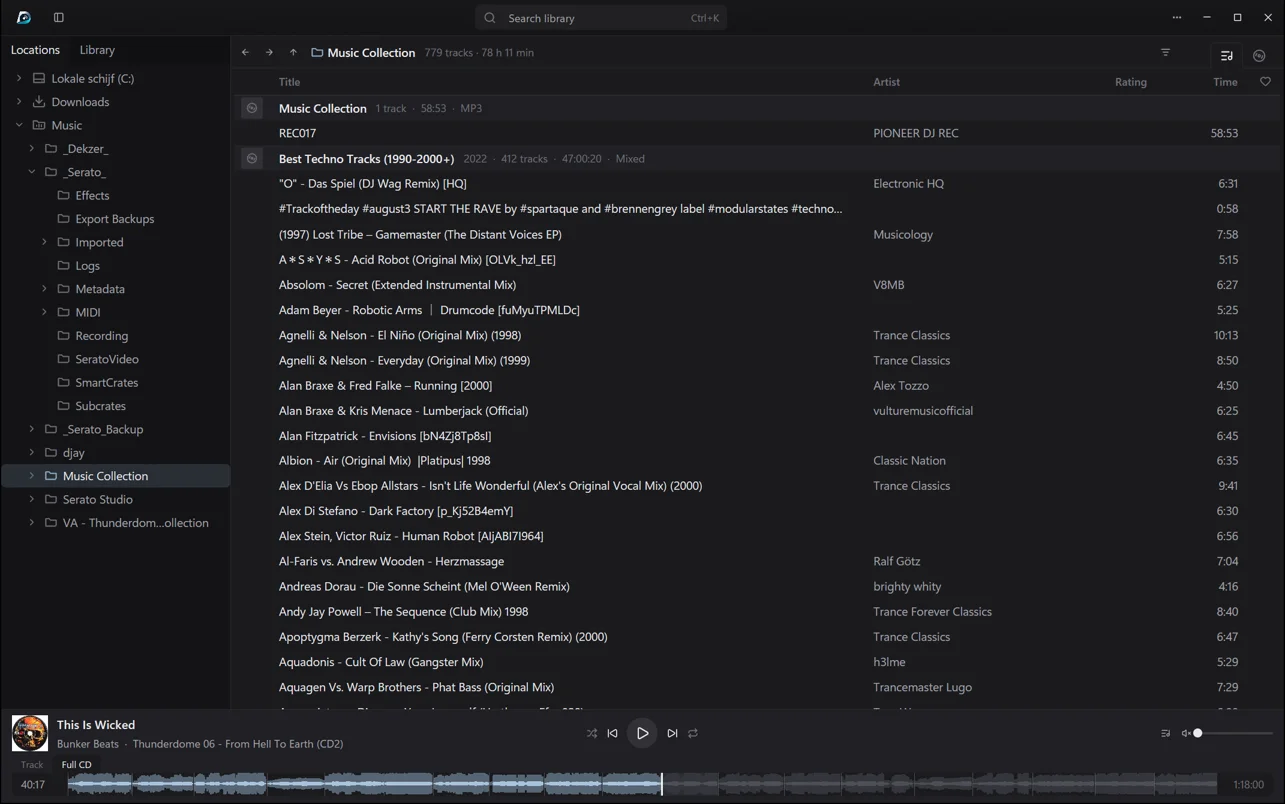 Search library Ctrl+K
Locations Library
Music Collection 779 tracks · 78 h 11 min
Lokale schijf (C:)
Downloads
Music
_Dekzer_
_Serato_
Effects
Export Backups
Imported
Logs
Metadata
MIDI
Recording
SeratoVideo
SmartCrates
Subcrates
_Serato_Backup
djay
Music Collection
Serato Studio
VA - Thunderdom...ollection
Title Artist Rating Time
Music Collection 1 track · 58:53 · MP3
REC017 PIONEER DJ REC 58:53
Best Techno Tracks (1990-2000+) 2022 · 412 tracks · 47:00:20 · Mixed
"O" - Das Spiel (DJ Wag Remix) [HQ] Electronic HQ 6:31
#Trackoftheday #august3 START THE RAVE by #spartaque and #brennengrey label #modularstates #techno... 0:58
(1997) Lost Tribe – Gamemaster (The Distant Voices EP) Musicology 7:58
A∗S∗Y∗S - Acid Robot (Original Mix) [OLVk_hzl_EE] 5:15
Absolom - Secret (Extended Instrumental Mix) V8MB 6:27
Adam Beyer - Robotic Arms ｜ Drumcode [fuMyuTPMLDc] 5:25
Agnelli & Nelson - El Niño (Original Mix) (1998) Trance Classics 10:13
Agnelli & Nelson - Everyday (Original Mix) (1999) Trance Classics 8:50
Alan Braxe & Fred Falke – Running [2000] Alex Tozzo 4:50
Alan Braxe & Kris Menace - Lumberjack (Official) vulturemusicofficial 6:25
Alan Fitzpatrick - Envisions [bN4Zj8Tp8sI] 6:45
Albion - Air (Original Mix) |Platipus| 1998 Classic Nation 6:35
Alex D'Elia Vs Ebop Allstars - Isn't Life Wonderful (Alex's Original Vocal Mix) (2000) Trance Classics 9:41
Alex Di Stefano - Dark Factory [p_Kj52B4emY] 6:30
Alex Stein, Victor Ruiz - Human Robot [AIjABI7I964] 6:56
Al-Faris vs. Andrew Wooden - Herzmassage Ralf Götz 7:04
Andreas Dorau - Die Sonne Scheint (Mel O'Ween Remix) brighty whity 4:16
Andy Jay Powell – The Sequence (Club Mix) 1998 Trance Forever Classics 8:40
Apoptygma Berzerk - Kathy's Song (Ferry Corsten Remix) (2000) Trance Classics 6:47
Aquadonis - Cult Of Law (Gangster Mix) h3lme 5:29
Aquagen Vs. Warp Brothers - Phat Bass (Original Mix) Trancemaster Lugo 7:29
This Is Wicked
Bunker Beats · Thunderdome 06 - From Hell To Earth (CD2)
Track Full CD
40:17 1:18:00